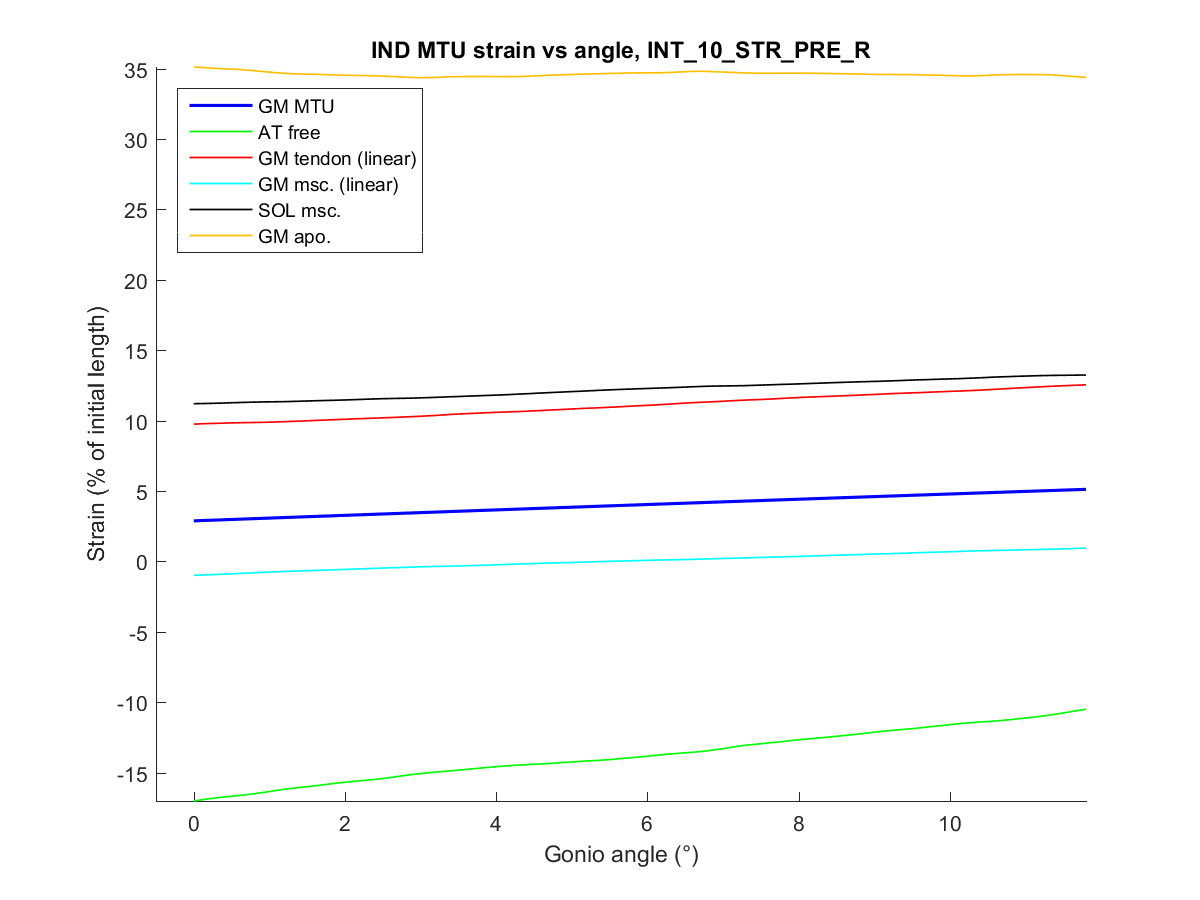 IND MTU strain vs angle, INT_10_STR_PRE_R
35
30
25
20
15
10
5
0
-5
-10
-15
Strain (% of initial length)
GM MTU
AT free
GM tendon (linear)
GM msc. (linear)
SOL msc.
GM apo.
0 2 4 6 8 10
Gonio angle (°)